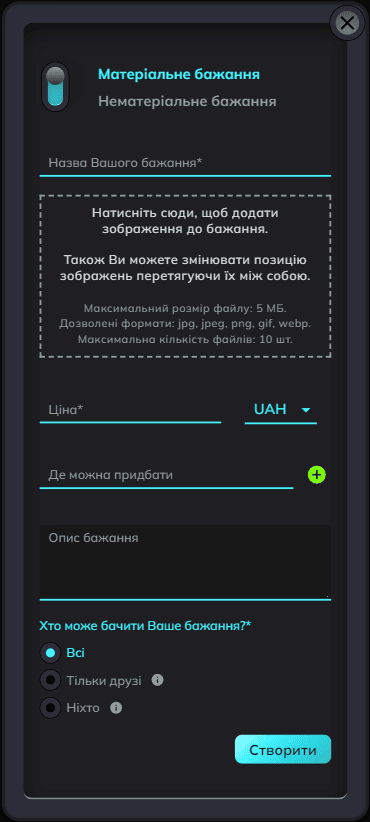 Матеріальне бажання
Нематеріальне бажання
Назва Вашого бажання*
Натисніть сюди, щоб додати
зображення до бажання.
Також Ви можете змінювати позицію
зображень перетягуючи їх між собою.
Максимальний розмір файлу: 5 МБ.
Дозволені формати: jpg, jpeg, png, gif, webp.
Максимальна кількість файлів: 10 шт.
Ціна*
UAH
Де можна придбати
Опис бажання
Хто може бачити Ваше бажання?*
Всі
Тільки друзі
Ніхто
Створити